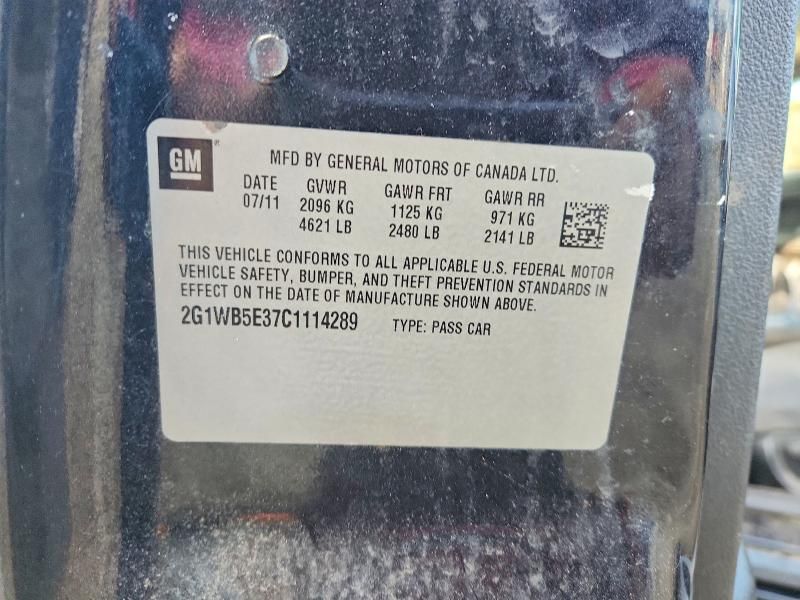 GM
MFD BY GENERAL MOTORS OF CANADA LTD.
DATE GVWR GAWR FRT GAWR RR
07/11 2096 KG 1125 KG 971 KG
4621 LB 2480 LB 2141 LB
THIS VEHICLE CONFORMS TO ALL APPLICABLE U.S. FEDERAL MOTOR
VEHICLE SAFETY, BUMPER, AND THEFT PREVENTION STANDARDS IN
EFFECT ON THE DATE OF MANUFACTURE SHOWN ABOVE.
2G1WB5E37C1114289 TYPE: PASS CAR